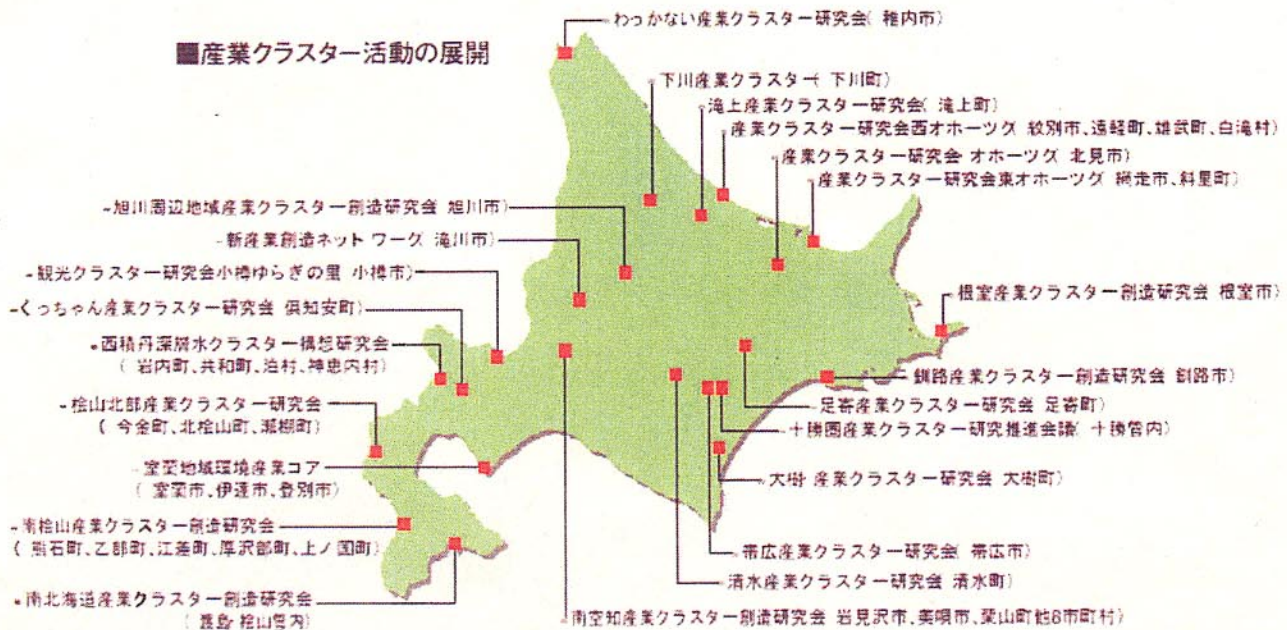 ■産業クラスター活動の展開
わっかない産業クラスター研究会( 稚内市)
下川産業クラスター( 下川町)
滝上産業クラスター研究会( 滝上町)
産業クラスター研究会西オホーツク( 紋別市、遠軽町、雄武町、白滝村)
産業クラスター研究会 オホーツク( 北見市)
産業クラスター研究会東オホーツク( 網走市、斜里町)
旭川周辺地域産業クラスター創造研究会 旭川市)
新産業創造ネットワーク( 滝川市)
観光クラスター研究会小樽ゆらぎの里 小樽市)
くっちゃん産業クラスター研究会 倶知安町)
西積丹深層水クラスター構想研究会
( 岩内町、共和町、泊村、神恵内村)
桧山北部産業クラスター研究会
( 今金町、北桧山町、瀬棚町)
室蘭地域環境産業コア
( 室蘭市、伊達市、登別市)
南桧山産業クラスター創造研究会
( 熊石町、乙部町、江差町、厚沢部町、上ノ国町)
南北海道産業クラスター創造研究会
( 渡島 桧山管内)
根室産業クラスター創造研究会 根室市)
釧路産業クラスター創造研究会 釧路市)
足寄産業クラスター研究会 足寄町)
十勝圏産業クラスター研究推進会議( 十勝管内)
大樹 産業クラスター研究会 大樹町)
帯広産業クラスター研究会( 帯広市)
清水産業クラスター研究会 清水町)
南空知産業クラスター創造研究会 岩見沢市、美唄市、栗山町他8市町村)